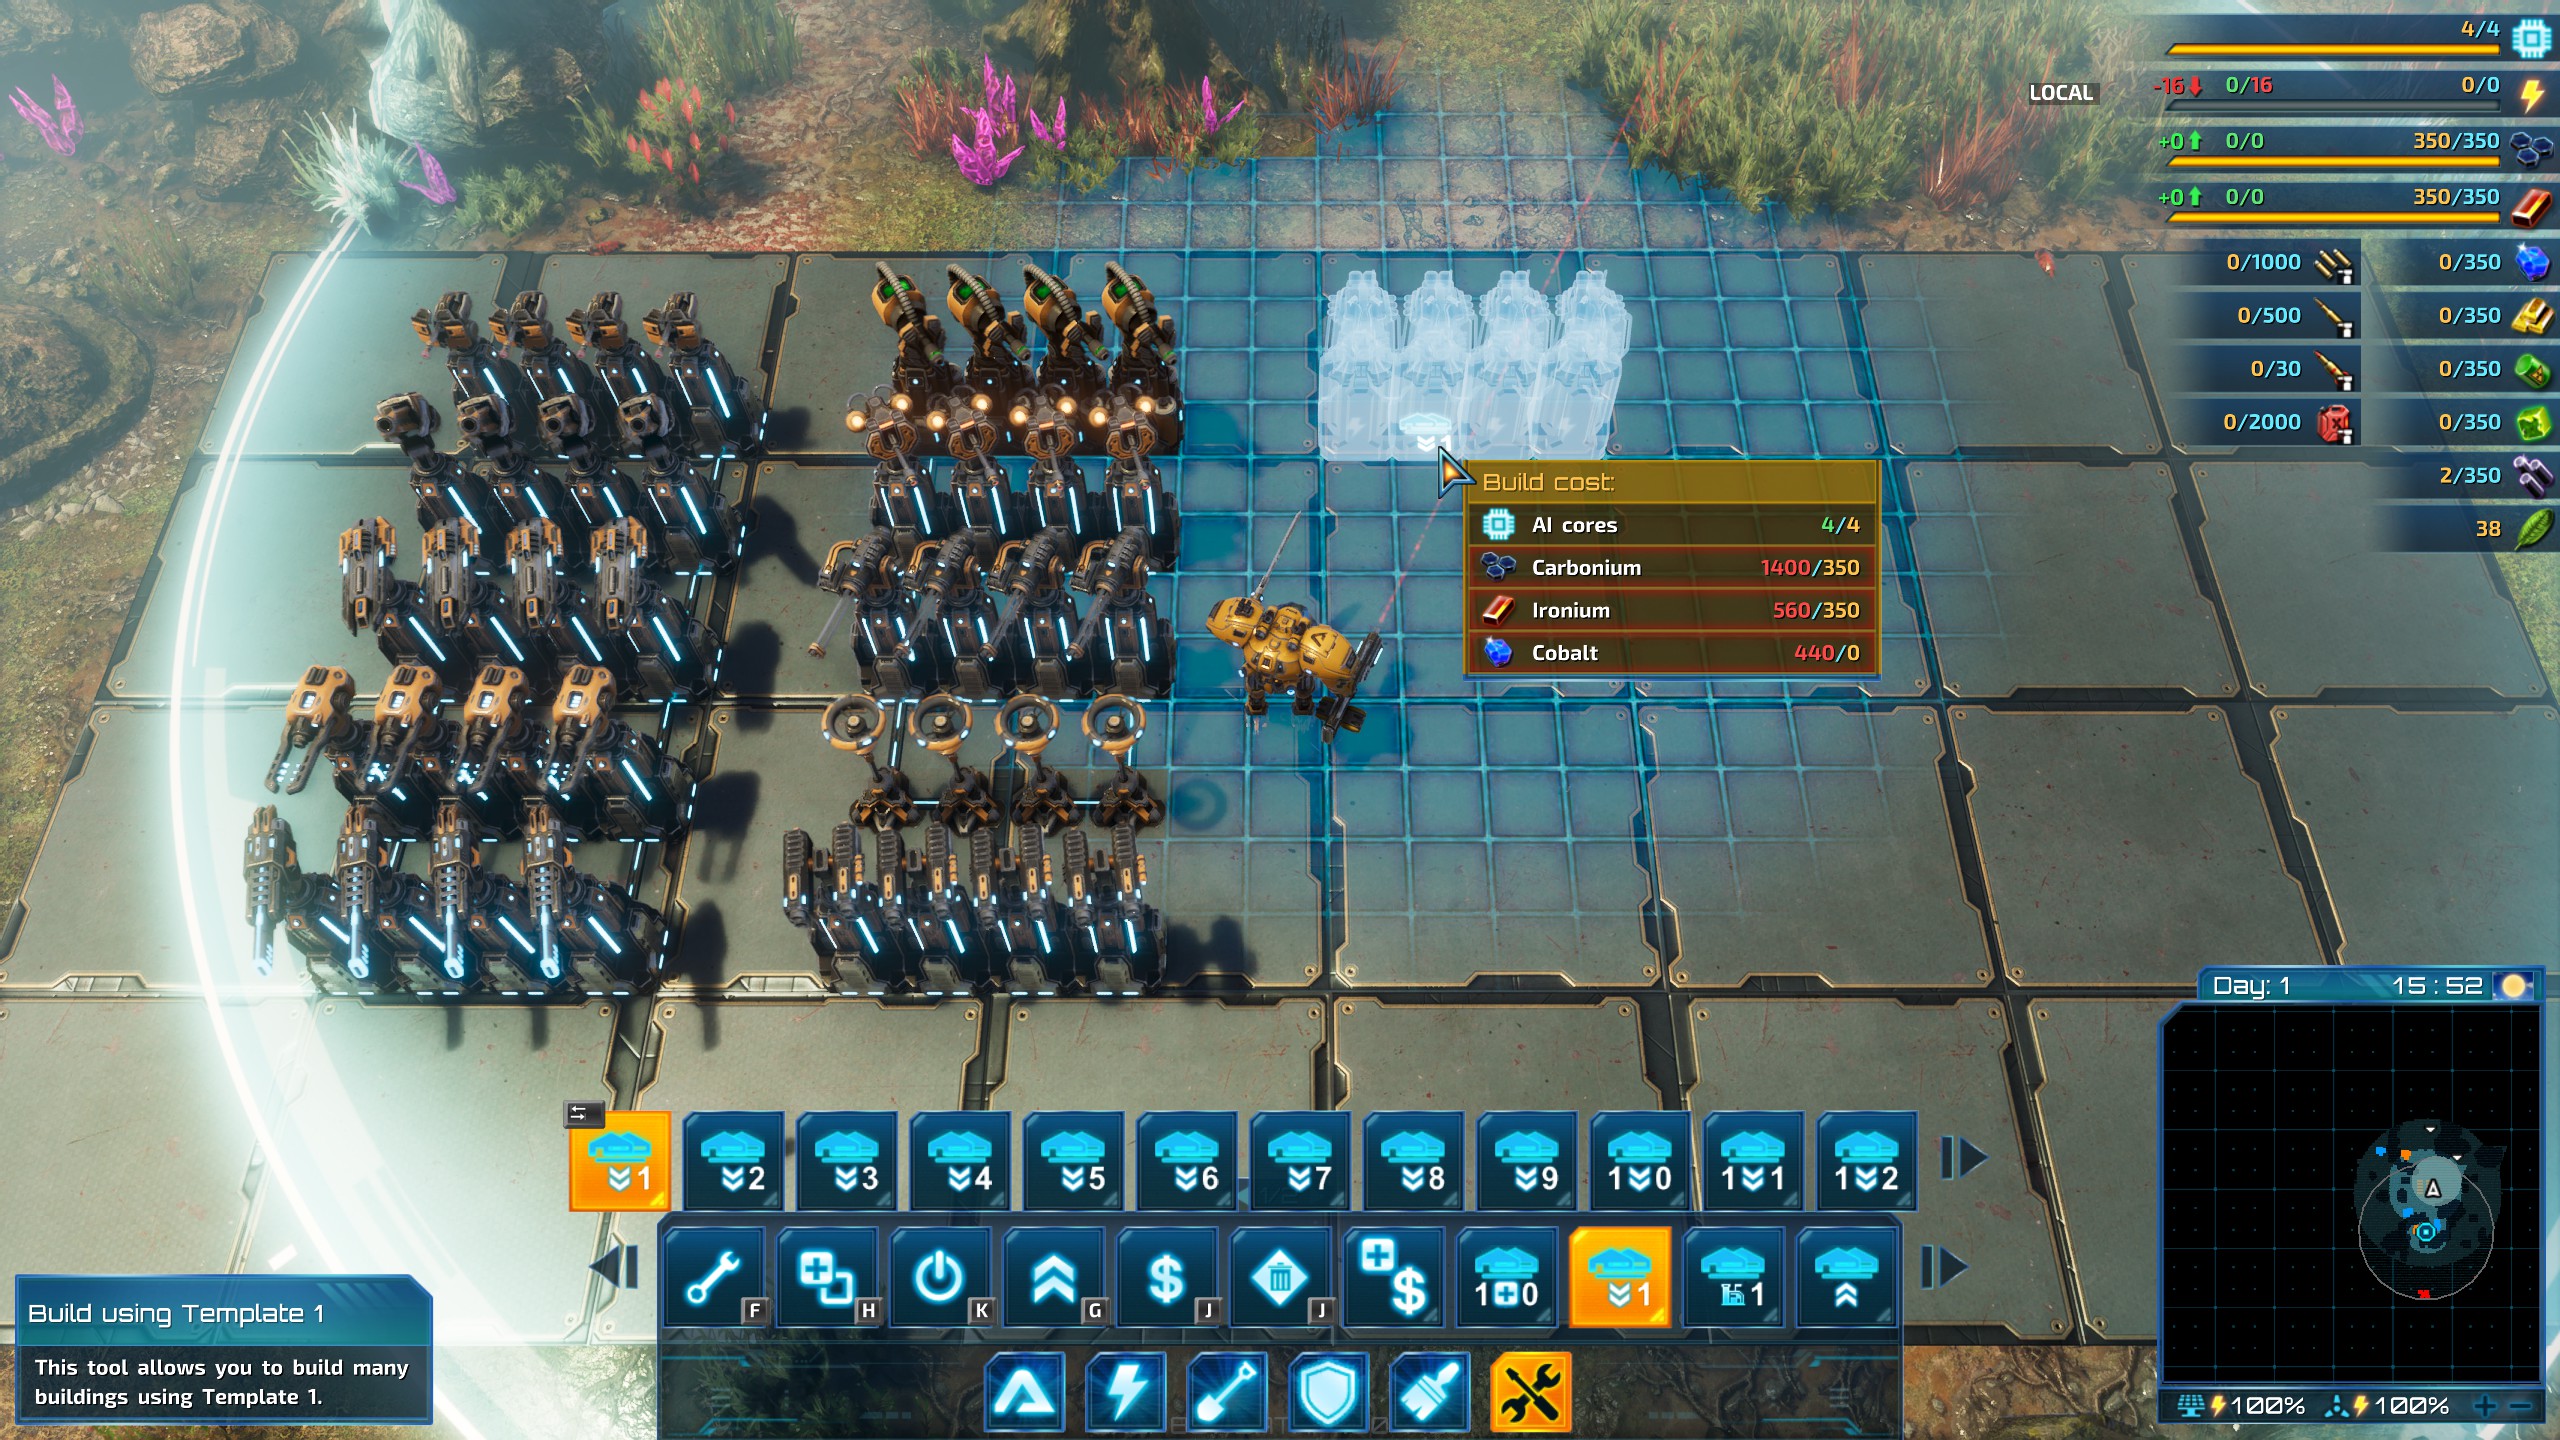 4/4
LOCAL
-16 0/16 0/0
+0 0/0 350/350
+0 0/0 350/350
0/1000 0/350
0/500 0/350
0/30 0/350
0/2000 0/350
2/350
38
1
Build cost:
AI cores 4/4
Carbonium 1400/350
Ironium 560/350
Cobalt 440/0
Day: 1 15:52
1 2 3 4 5 6 7 8 9 10 11 12
F H K G $ J J $ 10 1 1
Build using Template 1
This tool allows you to build many
buildings using Template 1.
100% 100%